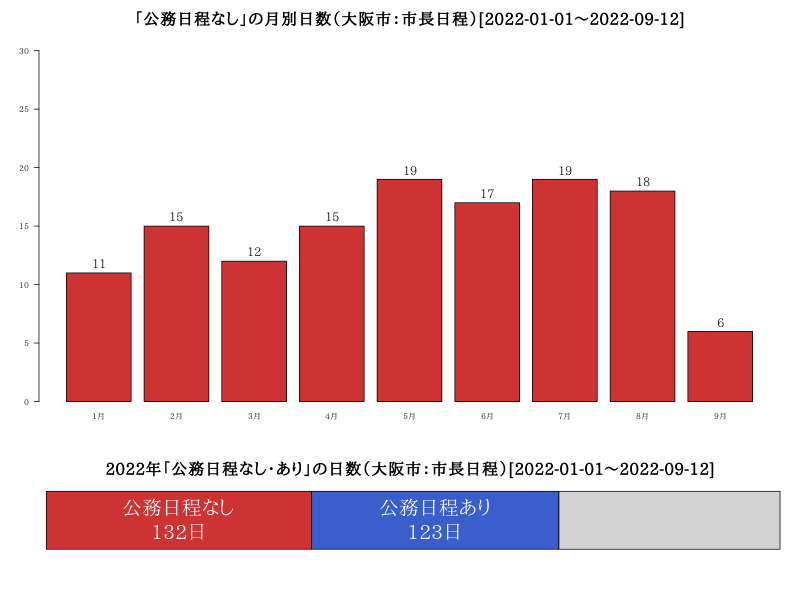 「公務日程なし」の月別日数(大阪市:市長日程)[2022-01-01〜2022-09-12]
30
25
20
15
10
5
0
11
15
12
15
19
17
19
18
6
1月
2月
3月
4月
5月
6月
7月
8月
9月
2022年「公務日程なし・あり」の日数(大阪市:市長日程)[2022-01-01〜2022-09-12]
公務日程なし
132日
公務日程あり
123日